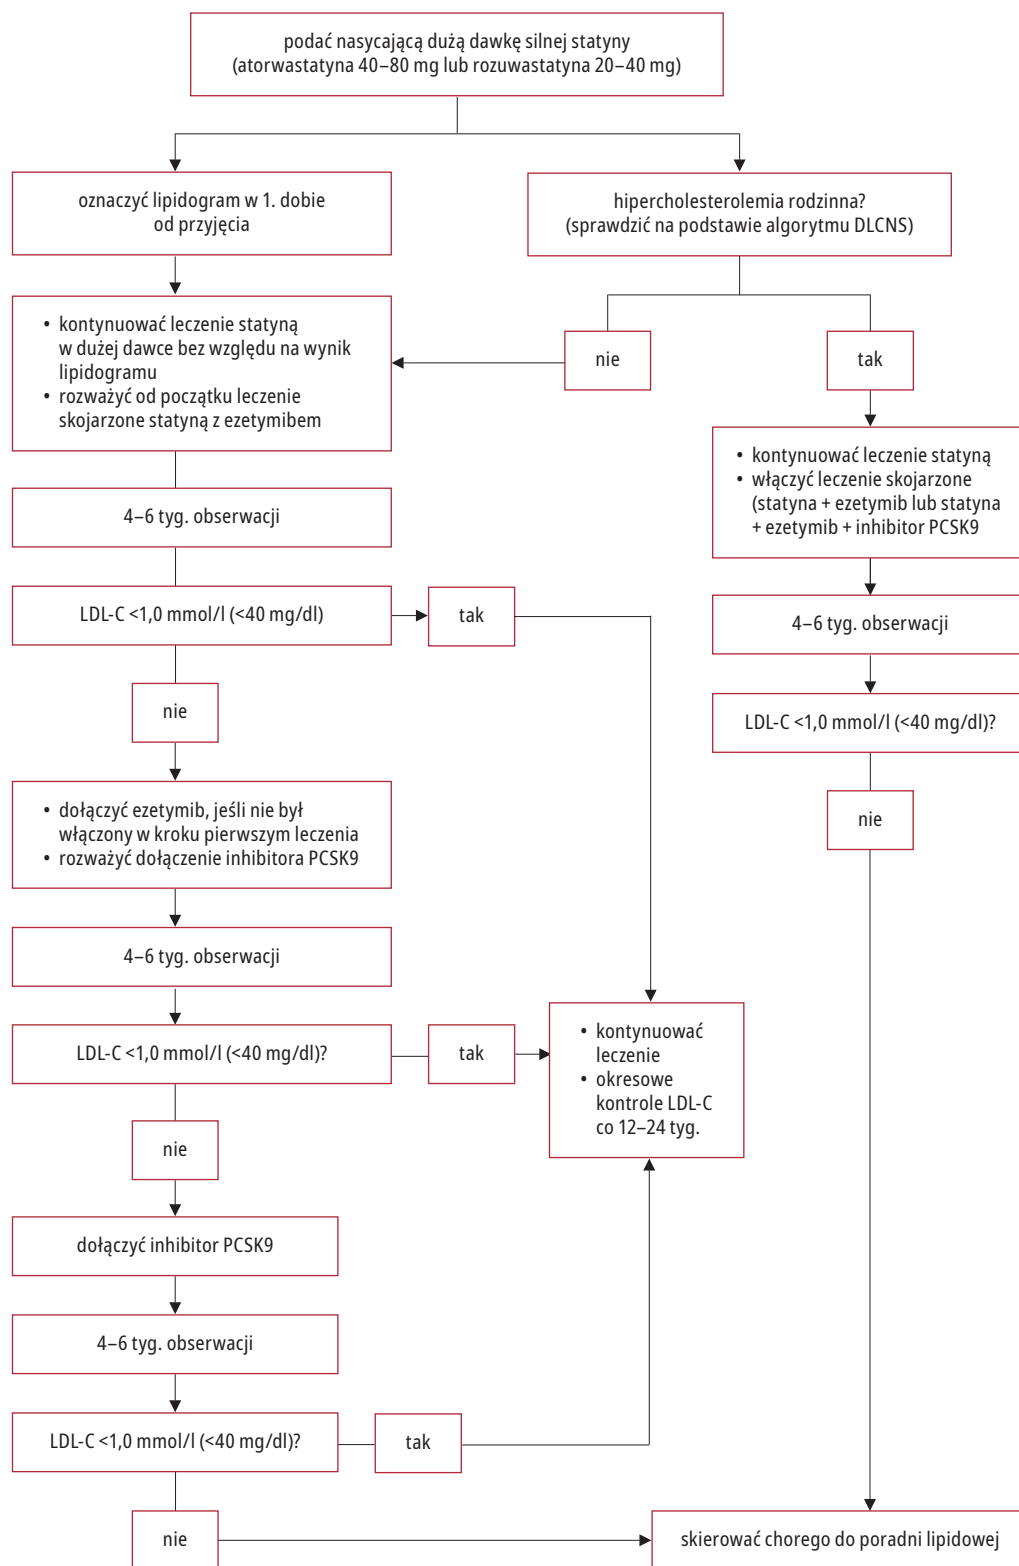 podać nasycającą dużą dawkę silnej statyny
(atorwastatyna 40–80 mg lub rozuwastatyna 20–40 mg)
oznaczyć lipidogram w 1. dobie
od przyjęcia
hipercholesterolemia rodzinna?
(sprawdzić na podstawie algorytmu DLCNS)
• kontynuować leczenie statyną
w dużej dawce bez względu na wynik
lipidogramu
• rozważyć od początku leczenie
skojarzone statyną z ezetymibem
nie
tak
• kontynuować leczenie statyną
• włączyć leczenie skojarzone
(statyna + ezetymib lub statyna
+ ezetymib + inhibitor PCSK9
4–6 tyg. obserwacji
LDL-C <1,0 mmol/l (<40 mg/dl)
tak
4–6 tyg. obserwacji
nie
LDL-C <1,0 mmol/l (<40 mg/dl)?
• dołączyć ezetymib, jeśli nie był
włączony w kroku pierwszym leczenia
• rozważyć dołączenie inhibitora PCSK9
nie
4–6 tyg. obserwacji
LDL-C <1,0 mmol/l (<40 mg/dl)?
tak
• kontynuować
leczenie
• okresowe
kontrole LDL-C
co 12–24 tyg.
nie
dołączyć inhibitor PCSK9
4–6 tyg. obserwacji
LDL-C <1,0 mmol/l (<40 mg/dl)?
tak
nie
skierować chorego do poradni lipidowej